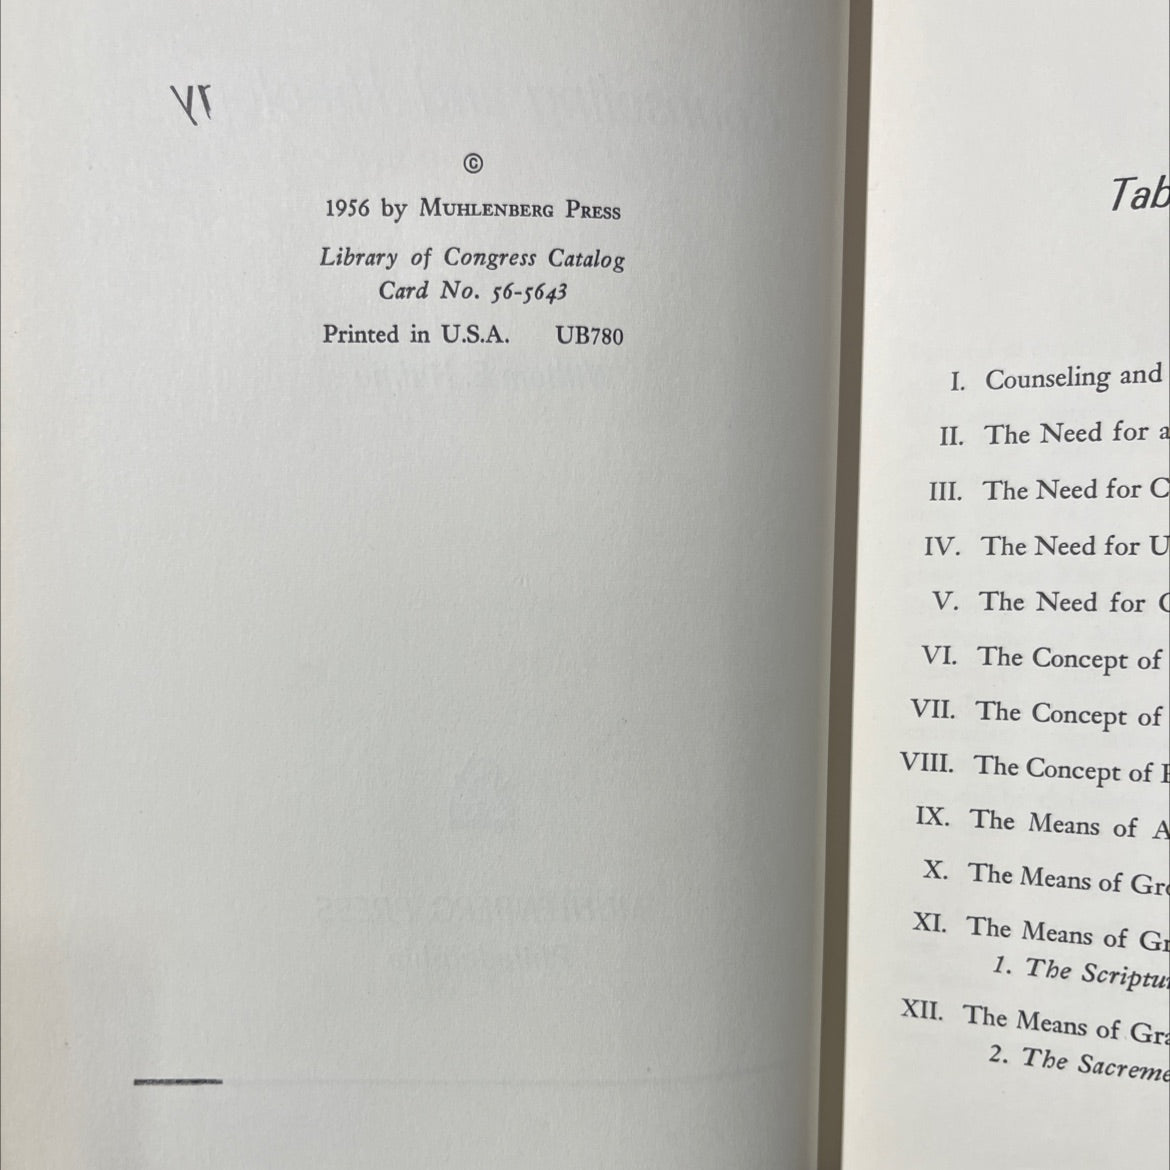 ©
1956 by MUHLENBERG PRESS
Library of Congress Catalog
Card No. 56-5643
Printed in U.S.A. UB780
Tab
I. Counseling and
II. The Need for a
III. The Need for C
IV. The Need for U
V. The Need for
VI. The Concept of
VII. The Concept of
VIII. The Concept of
IX. The Means of A
X. The Means of Gr
XI. The Means of Gr
1. The Scriptu
XII. The Means of Gra
2. The Sacreme